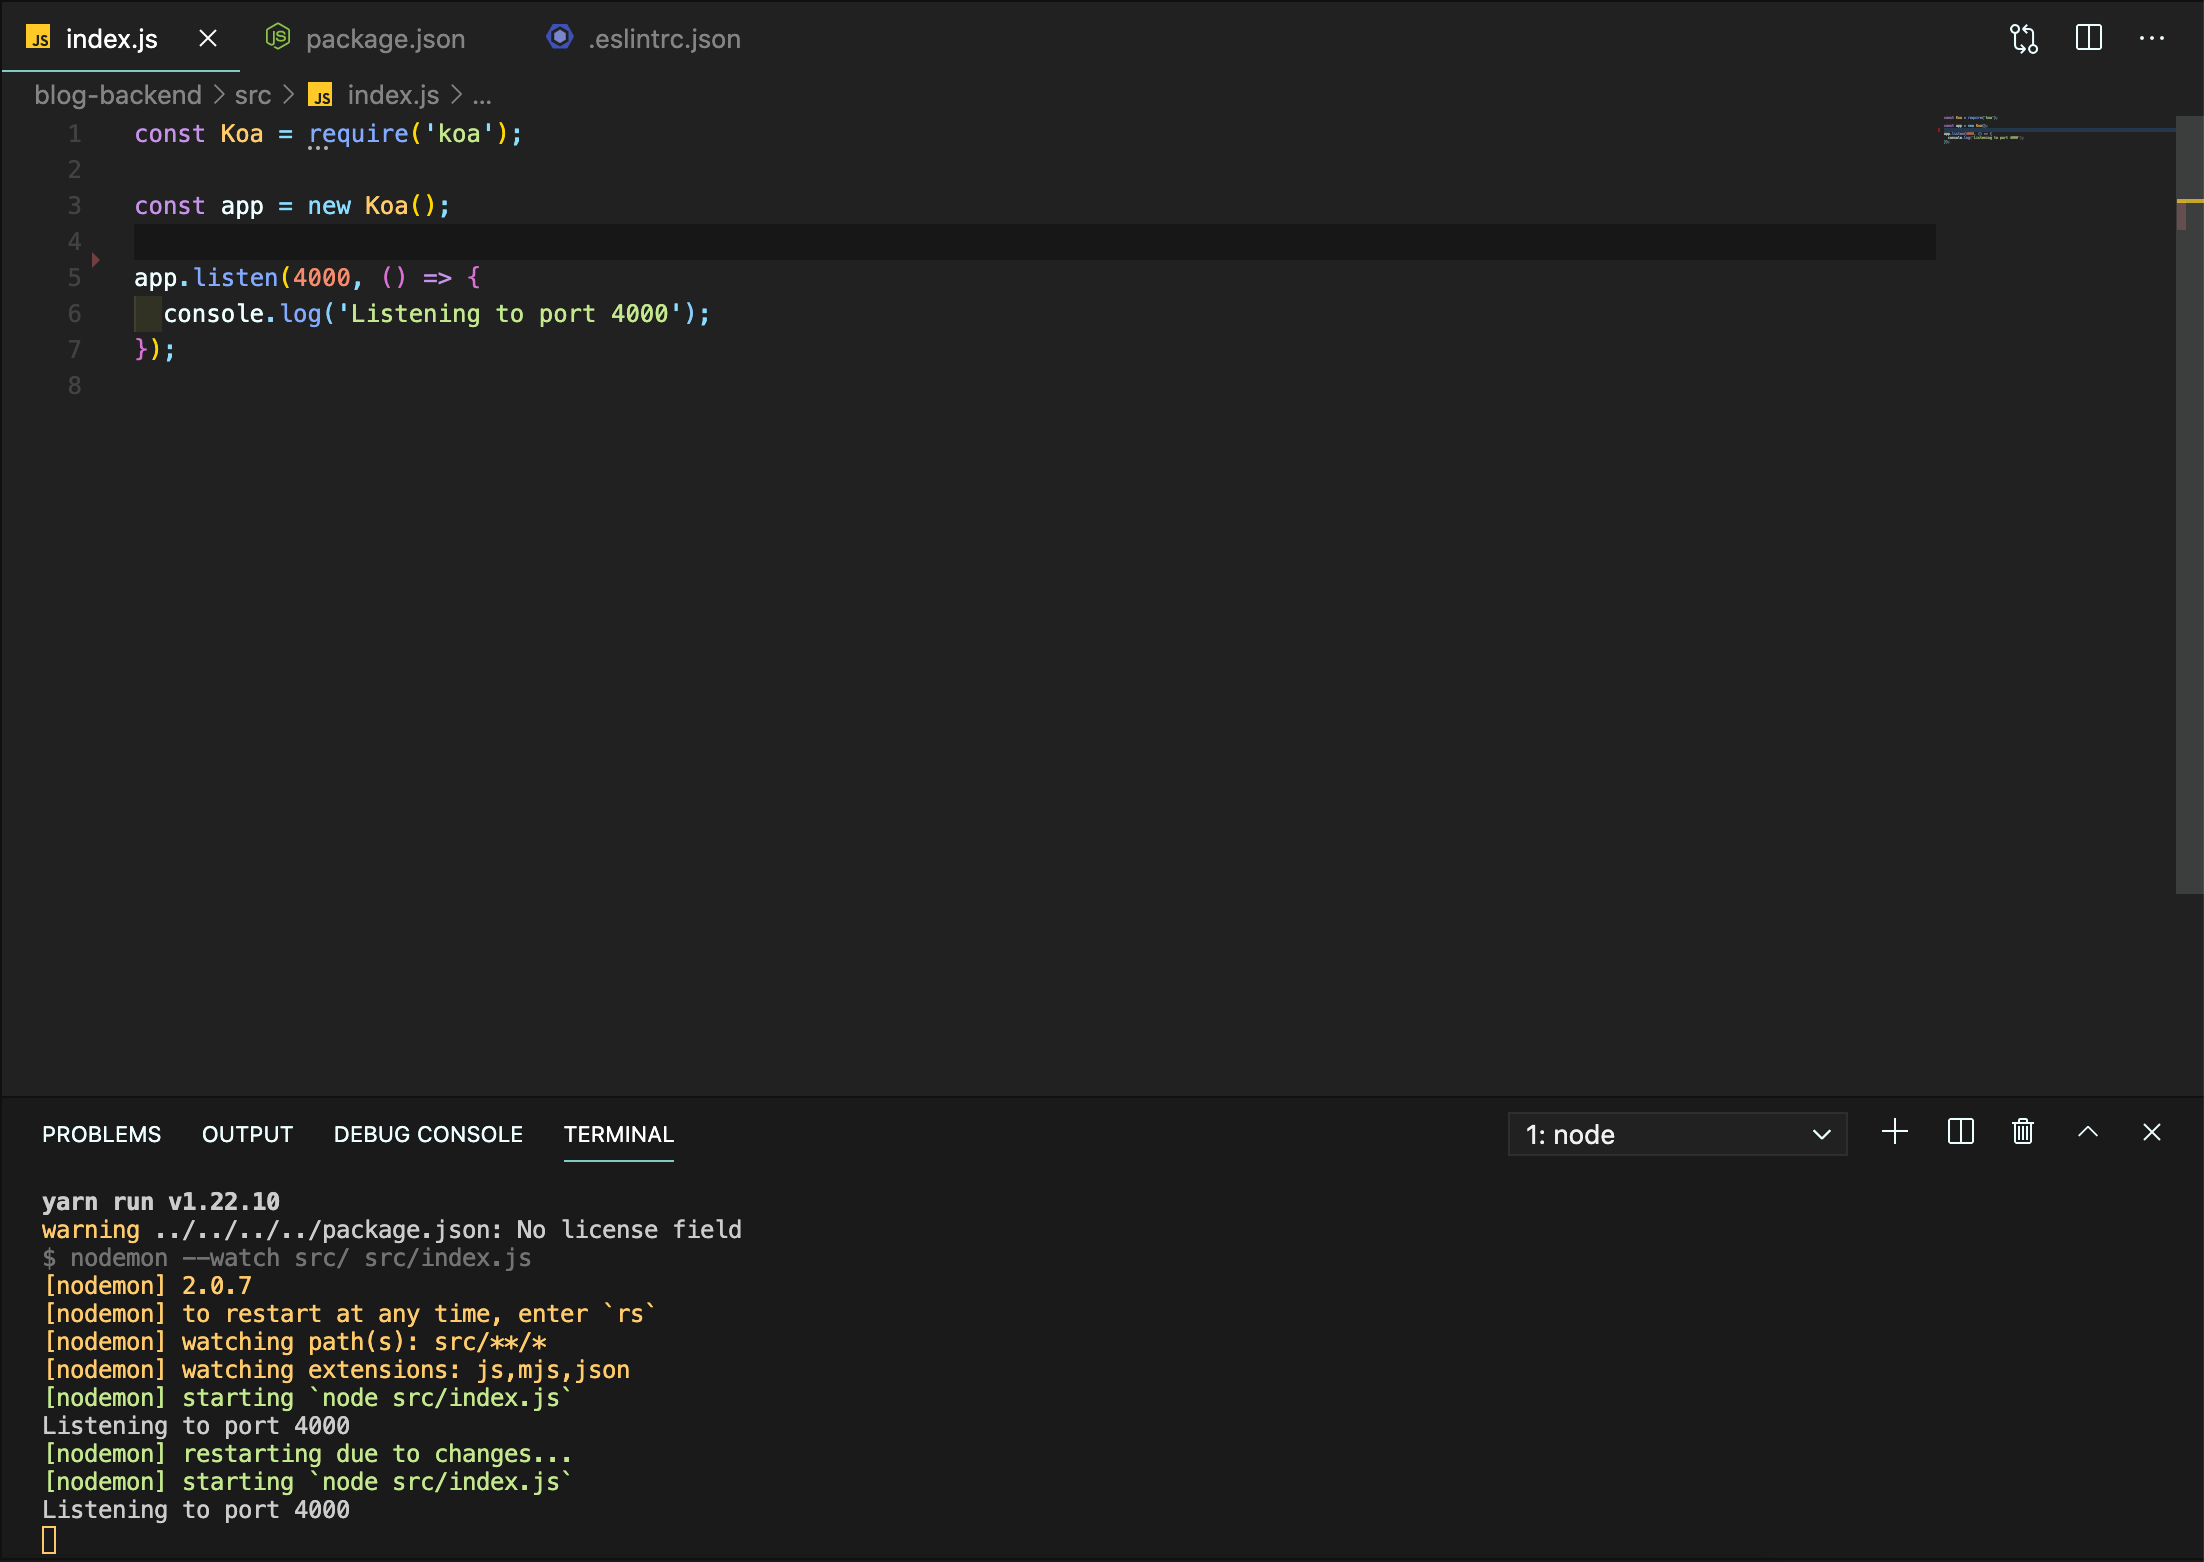 JS index.js package.json .eslintrc.json
blog-backend > src > JS index.js > ...
1 const Koa = require('koa');
2
3 const app = new Koa();
4
5 app.listen(4000, () => {
6 console.log('Listening to port 4000');
7 });
8
PROBLEMS OUTPUT DEBUG CONSOLE TERMINAL 1: node
yarn run v1.22.10
warning ../../../../package.json: No license field
$ nodemon --watch src/ src/index.js
[nodemon] 2.0.7
[nodemon] to restart at any time, enter `rs`
[nodemon] watching path(s): src/**/*
[nodemon] watching extensions: js,mjs,json
[nodemon] starting `node src/index.js`
Listening to port 4000
[nodemon] restarting due to changes...
[nodemon] starting `node src/index.js`
Listening to port 4000